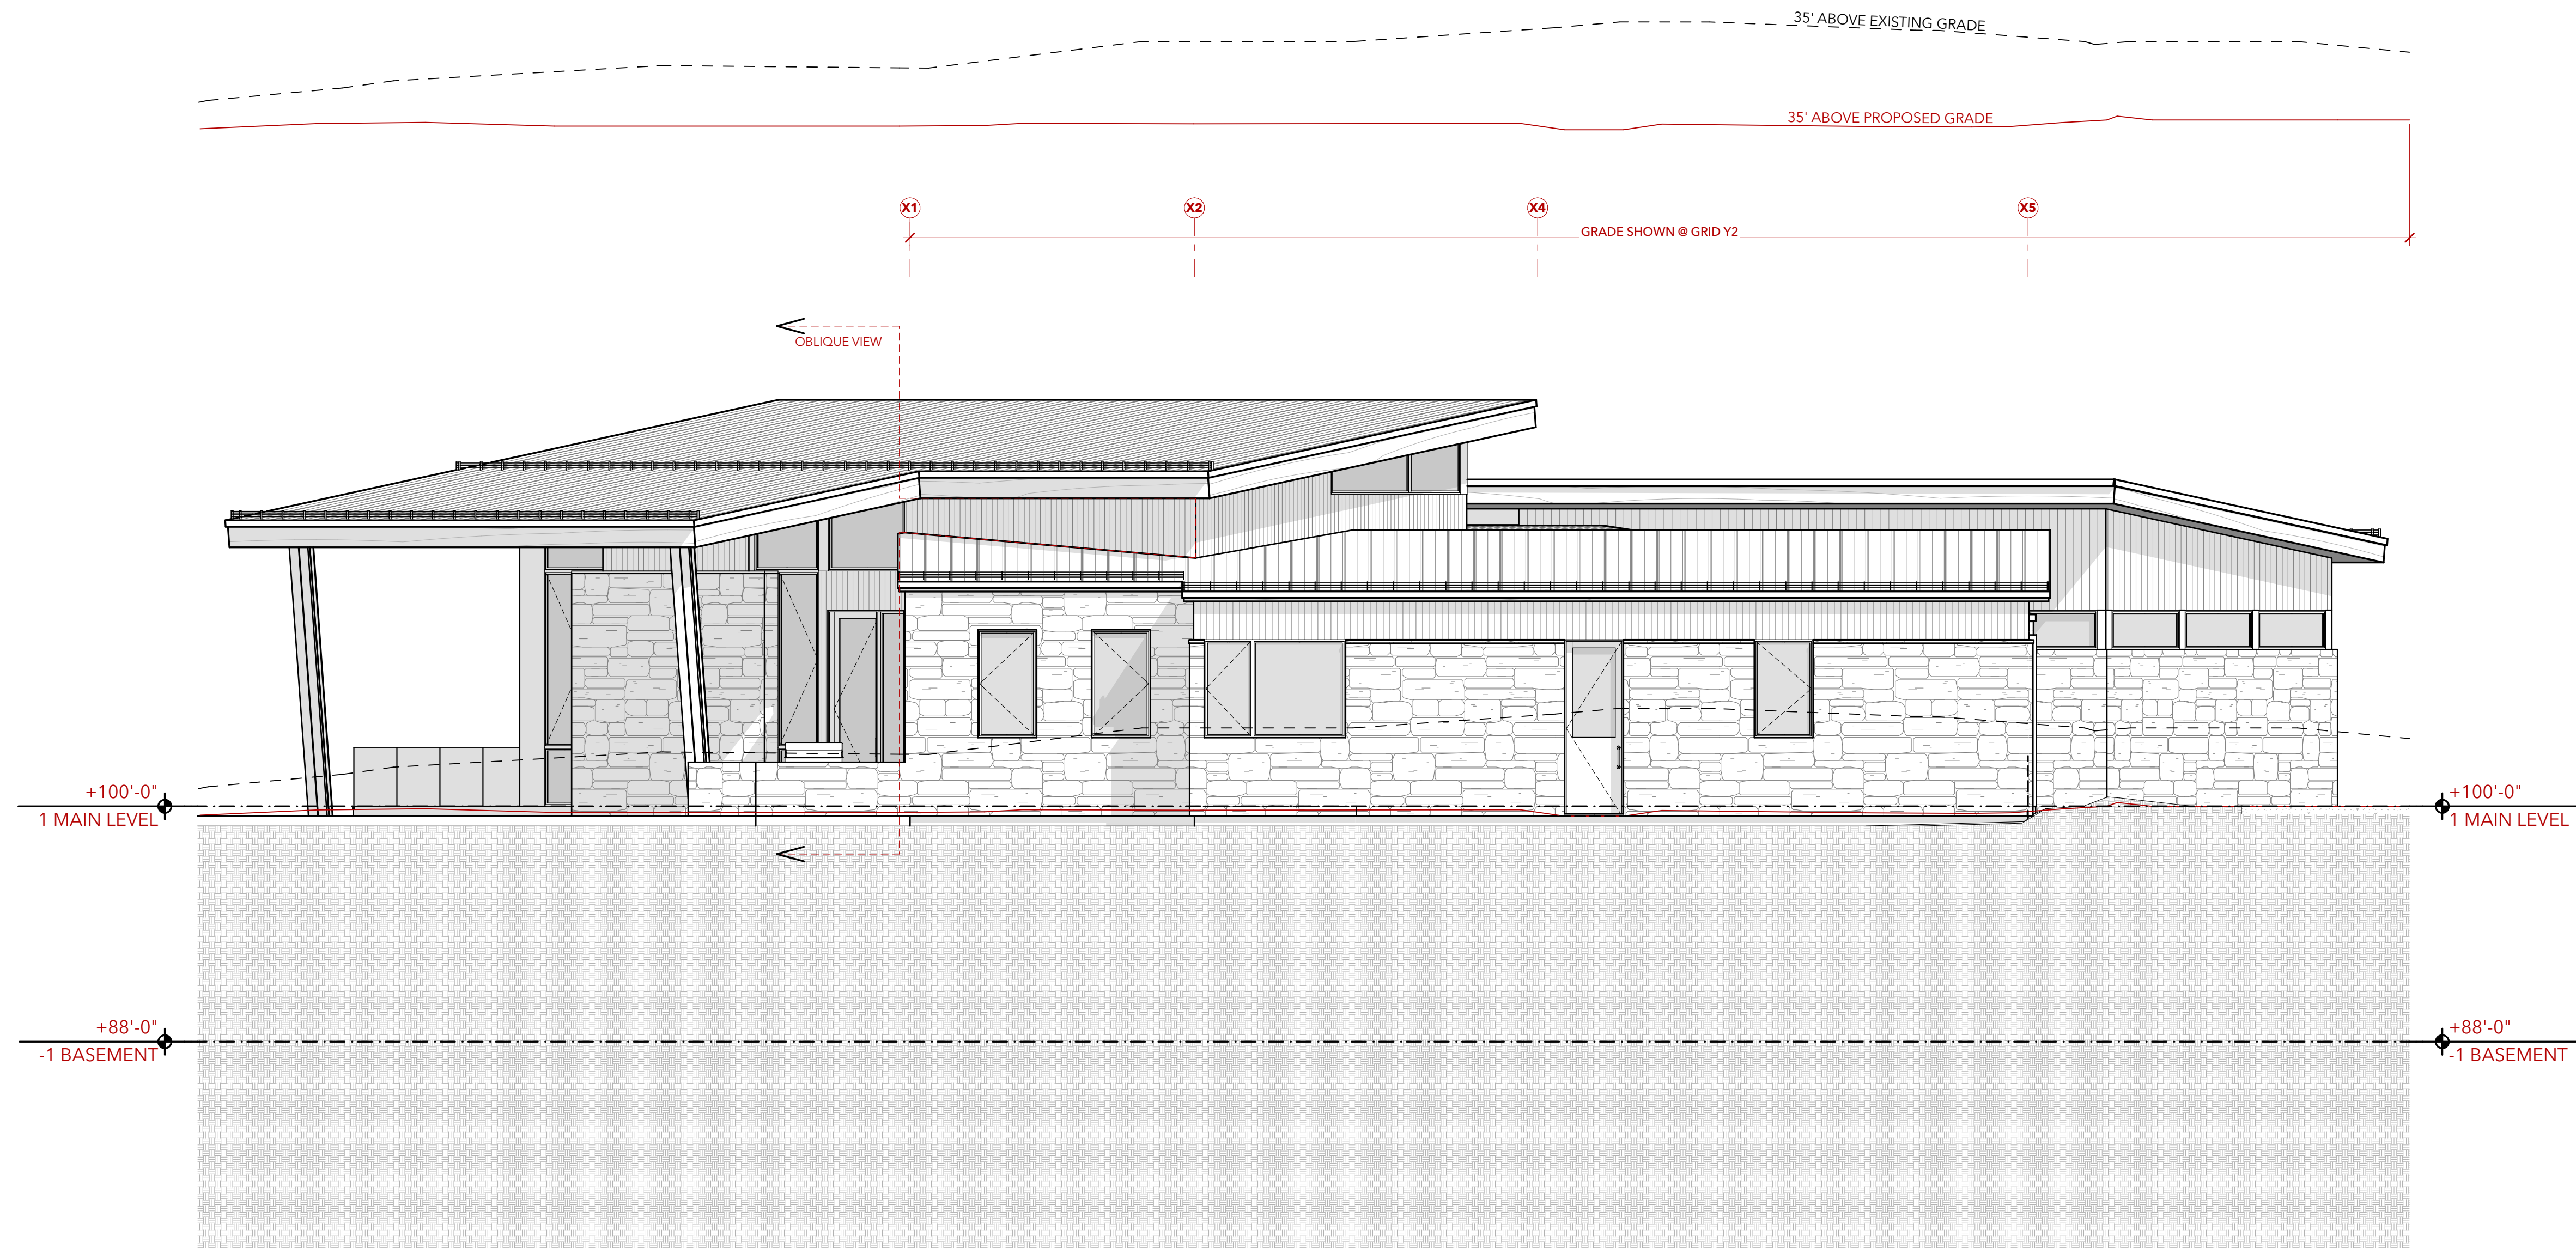 35' ABOVE EXISTING GRADE
35' ABOVE PROPOSED GRADE
X1
X2
X4
X5
GRADE SHOWN @ GRID Y2
OBLIQUE VIEW
+100'-0"
1 MAIN LEVEL
+100'-0"
1 MAIN LEVEL
+88'-0"
-1 BASEMENT
+88'-0"
-1 BASEMENT